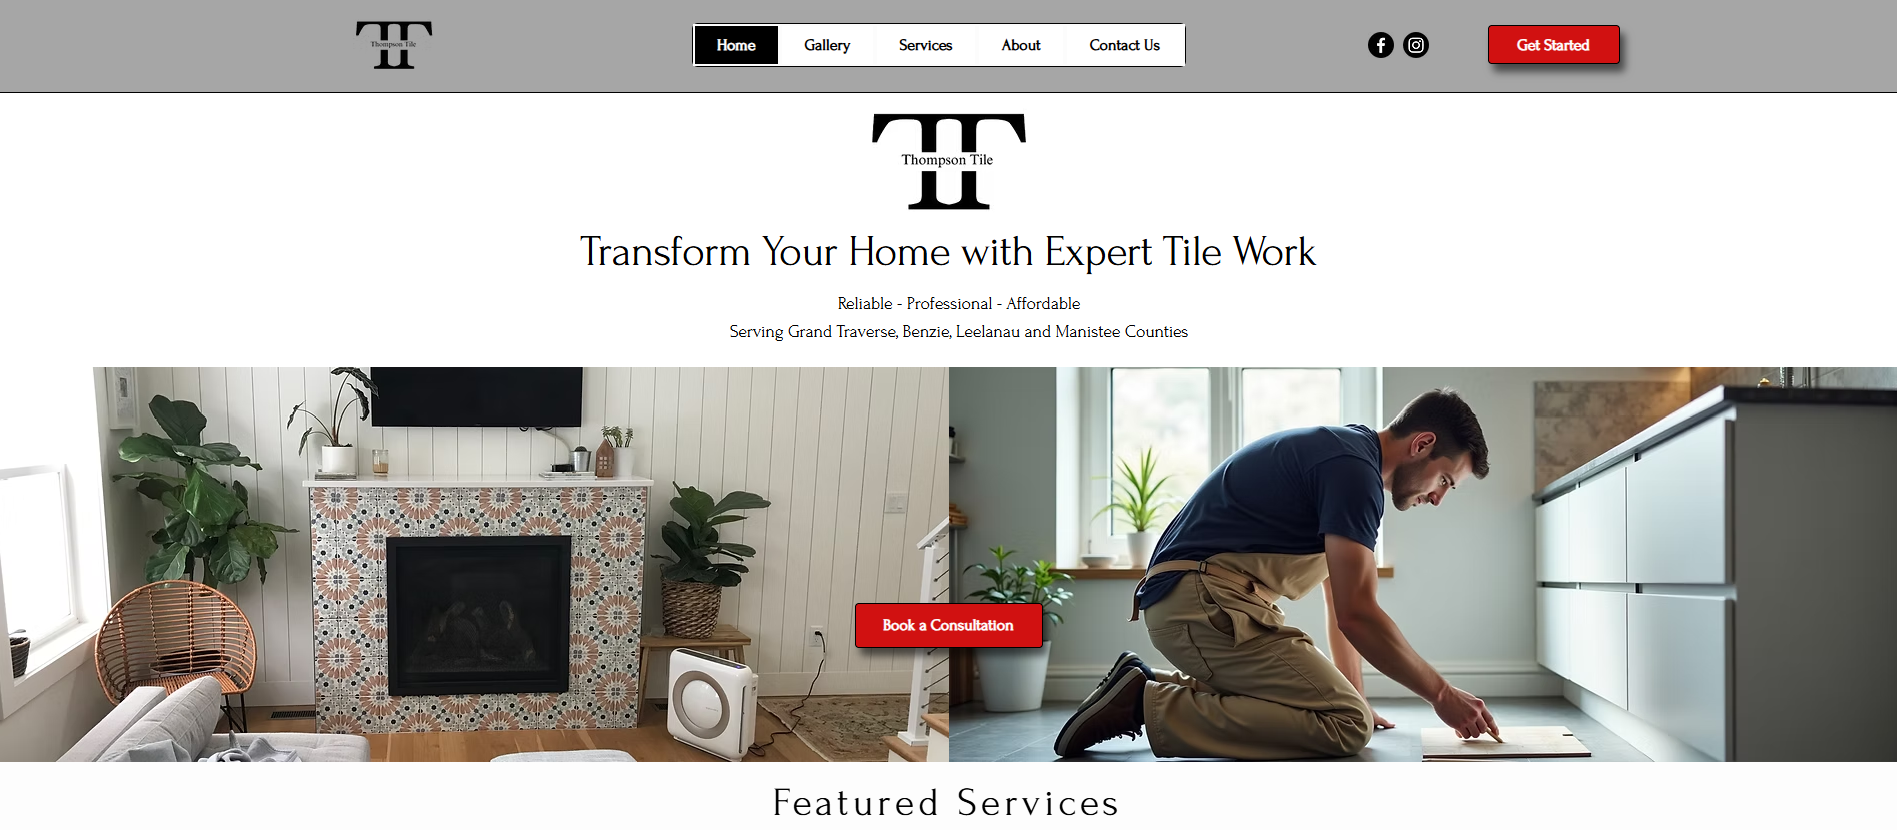 Thompson Tile
Home
Gallery
Services
About
Contact Us
Get Started
Thompson Tile
Transform Your Home with Expert Tile Work
Reliable - Professional - Affordable
Serving Grand Traverse, Benzie, Leelanau and Manistee Counties
Book a Consultation
Featured Services